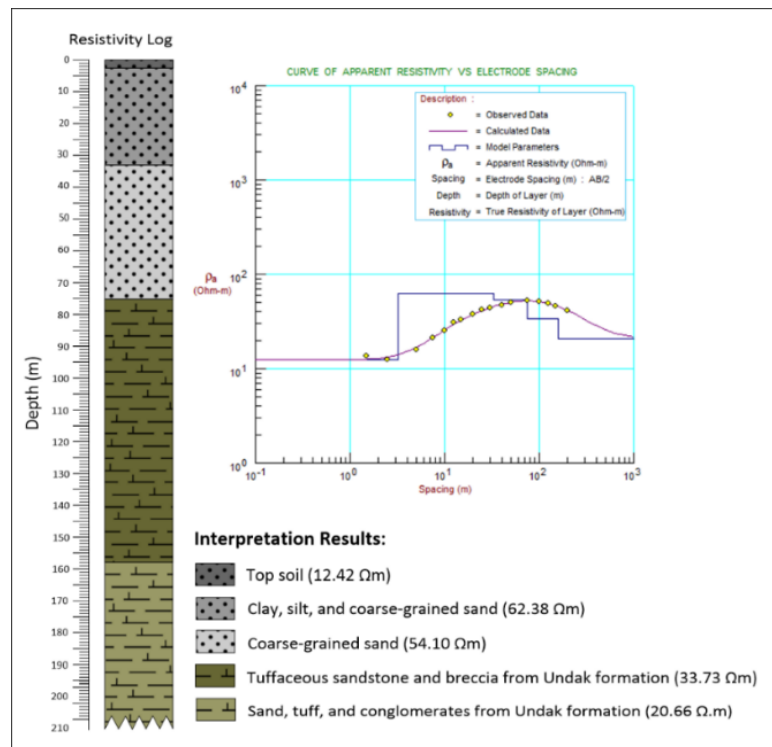 Resistivity Log
CURVE OF APPARENT RESISTIVITY VS ELECTRODE SPACING
Description :
= Observed Data
= Calculated Data
= Model Parameters
ρa = Apparent Resistivity (Ohm-m)
Spacing = Electrode Spacing (m) : AB/2
Depth = Depth of Layer (m)
Resistivity = True Resistivity of Layer (Ohm-m)
10^4
10^3
10^2
10^1
10^0
ρa
(Ohm-m)
10^-1
10^0
10^1
10^2
10^-3
Spacing (m)
Depth (m)
0
10
20
30
40
50
60
70
80
90
100
110
120
130
140
150
160
170
180
190
200
210
Interpretation Results:
Top soil (12.42 Ωm)
Clay, silt, and coarse-grained sand (62.38 Ωm)
Coarse-grained sand (54.10 Ωm)
Tuffaceous sandstone and breccia from Undak formation (33.73 Ωm)
Sand, tuff, and conglomerates from Undak formation (20.66 Ω.m)